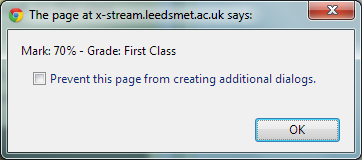 The page at x-stream.leedsmet.ac.uk says:
Mark: 70% - Grade: First Class
Prevent this page from creating additional dialogs.
OK